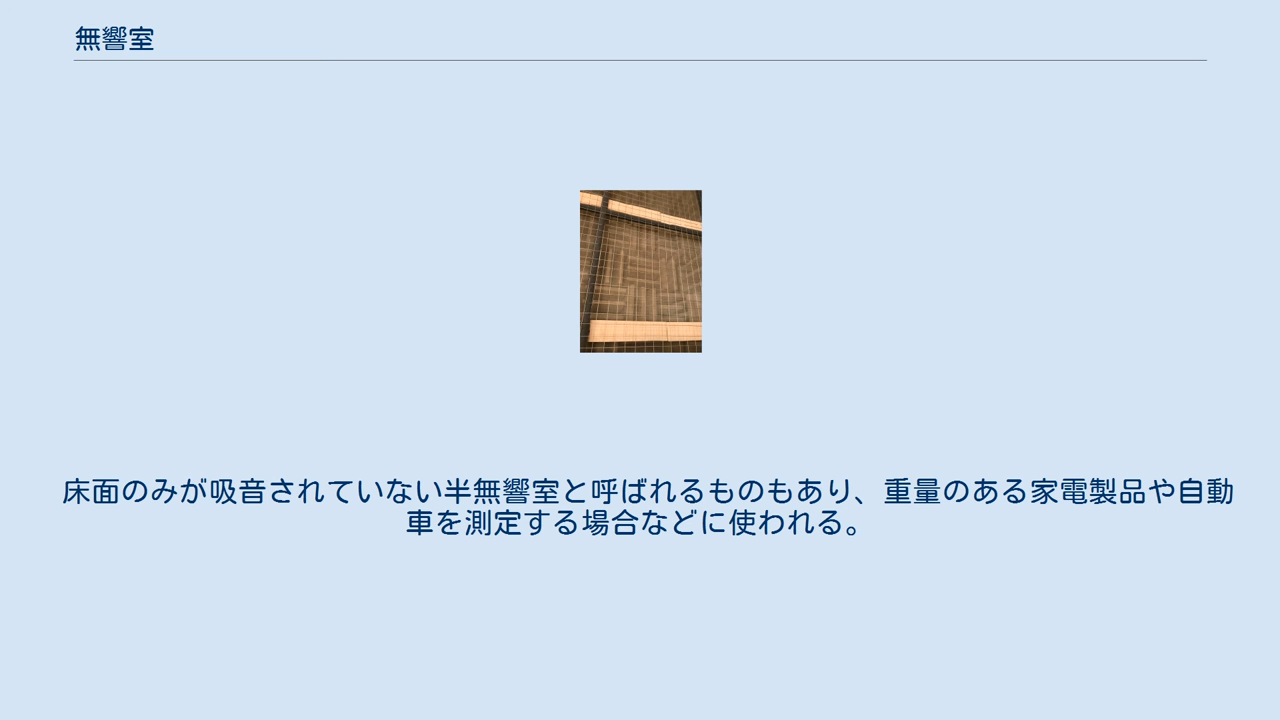 無響室
床面のみが吸音されていない半無響室と呼ばれるものもあり、重量のある家電製品や自動
車を測定する場合などに使われる。